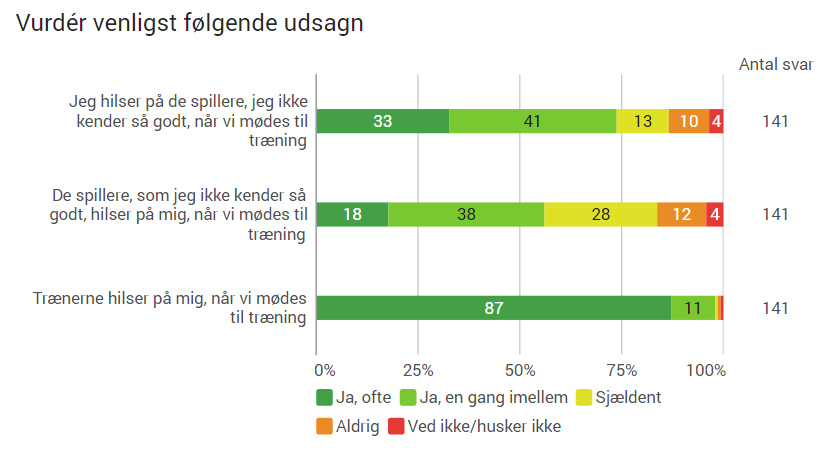 Vurdér venligst følgende udsagn
Antal svar
Jeg hilser på de spillere, jeg ikke
kender så godt, når vi mødes til
træning
33 41 13 10 4 141
De spillere, som jeg ikke kender så
godt, hilser på mig, når vi mødes til
træning
18 38 28 12 4 141
Trænerne hilser på mig, når vi mødes
til træning
87 11 141
0% 25% 50% 75% 100%
Ja, ofte Ja, en gang imellem Sjældent
Aldrig Ved ikke/husker ikke